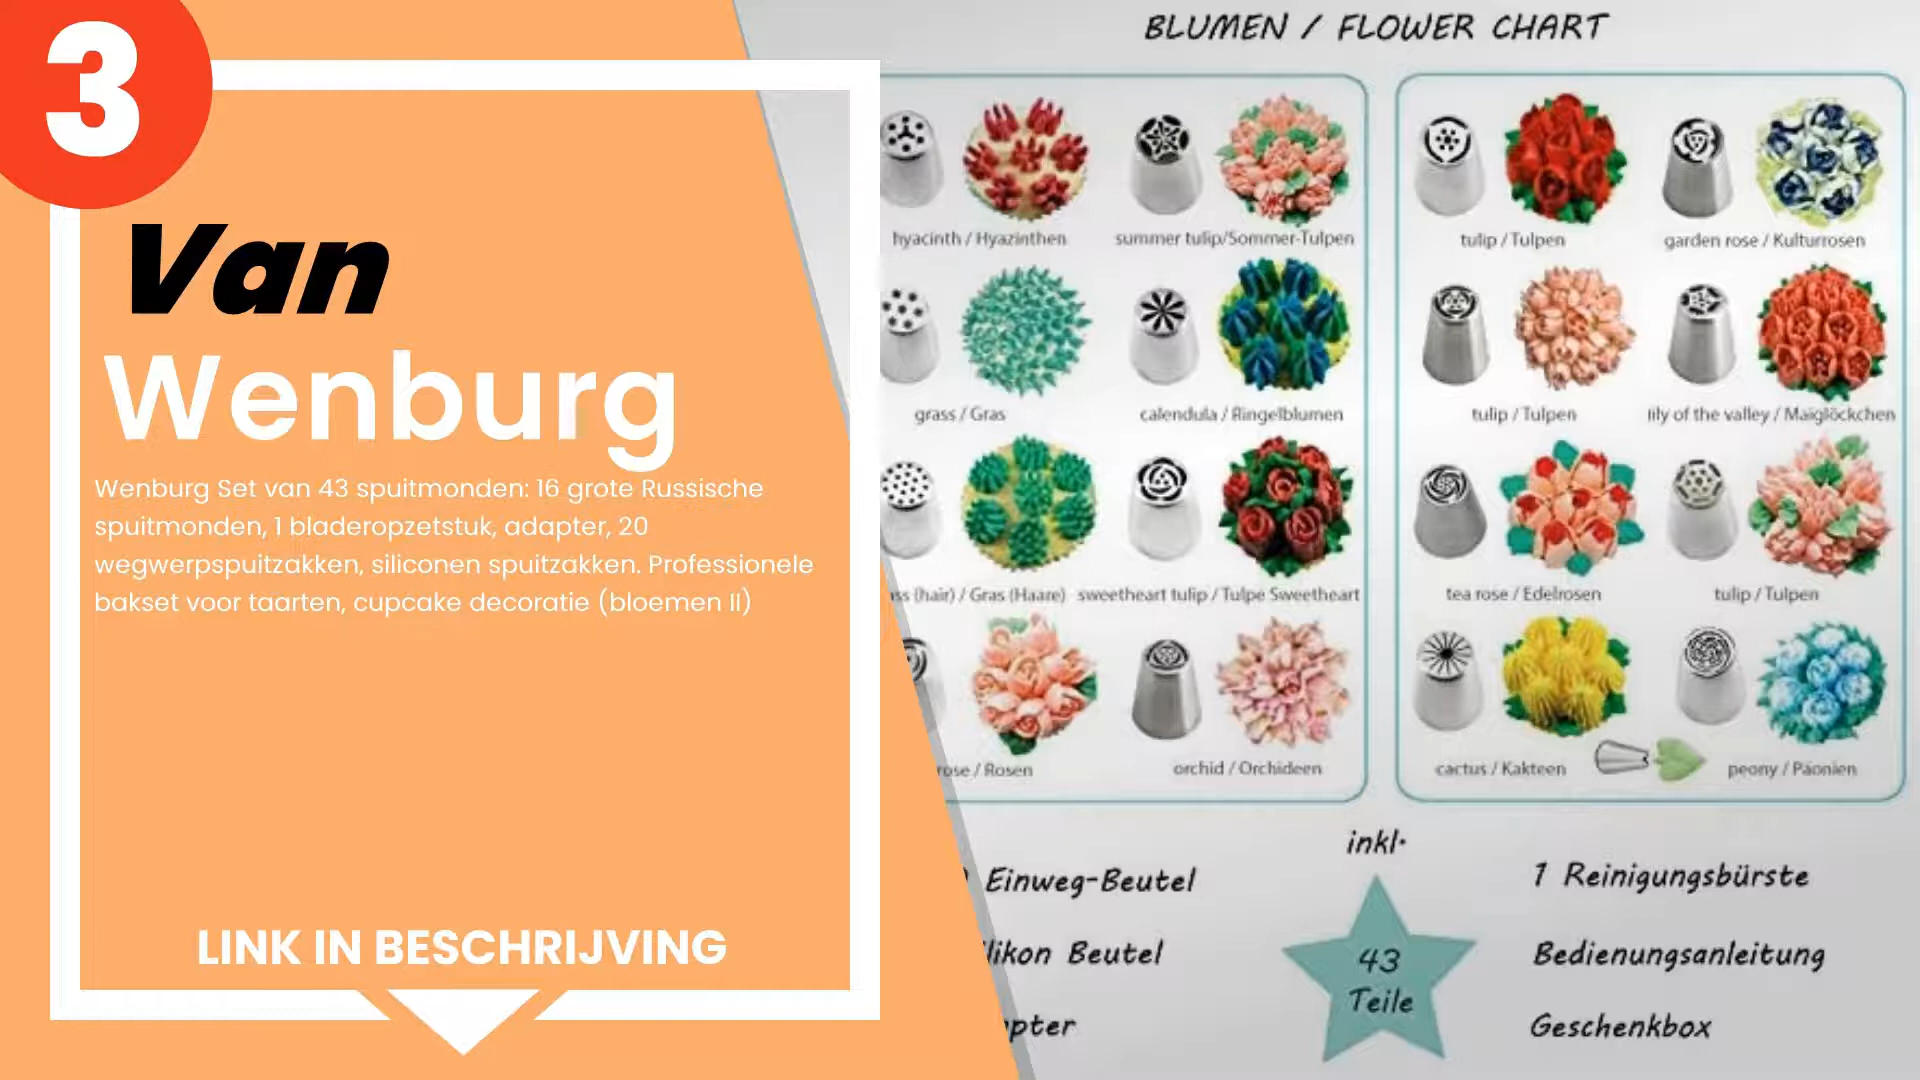 3
Van
Wenburg
Wenburg Set van 43 spuitmonden: 16 grote Russische
spuitmonden, 1 bladeropzetstuk, adapter, 20
wegwerpspuitzakken, siliconen spuitzakken. Professionele
bakset voor taarten, cupcake decoratie (bloemen II)
LINK IN BESCHRIJVING
BLUMEN / FLOWER CHART
hyacinth / Hyazinthen
summer tulip/Sommer-Tulpen
tulip / Tulpen
garden rose / Kulturrosen
grass / Gras
calendula / Ringelblumen
tulip / Tulpen
lily of the valley / Maiglöckchen
(hair) / Gras (Haare)
sweetheart tulip / Tulpe Sweetheart
tea rose / Edelrosen
tulip / Tulpen
rose / Rosen
orchid / Orchideen
cactus / Kakteen
peony / Päonien
inkl.
Einweg-Beutel
1 Reinigungsbürste
Beutel
43
Teile
Bedienungsanleitung
Geschenkbox